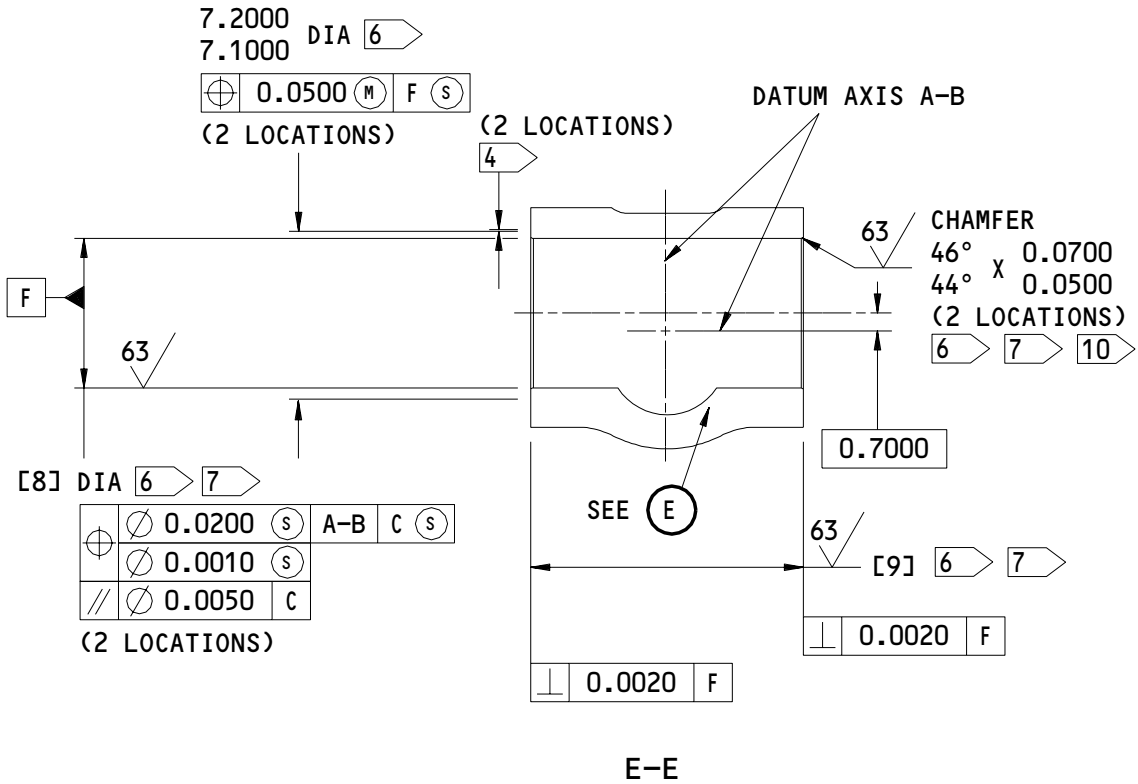 7.2000
7.1000 DIA 6
⌖ 0.0500 Ⓜ F Ⓢ
(2 LOCATIONS)
(2 LOCATIONS)
4
DATUM AXIS A-B
63
CHAMFER
46° X 0.0700
44° 0.0500
(2 LOCATIONS)
6 7 10
F
63
0.7000
[8] DIA 6 7
⌖ ∅ 0.0200 Ⓢ A-B C Ⓢ
∅ 0.0010 Ⓢ
// ∅ 0.0050 C
(2 LOCATIONS)
SEE E
63
[9] 6 7
⊥ 0.0020 F
⊥ 0.0020 F
E-E